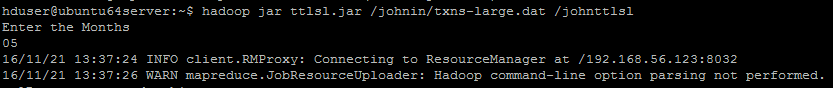 hduser@ubuntu64server:~$ hadoop jar ttlsl.jar /johnin/txns-large.dat /johnttlsl
Enter the Months
05
16/11/21 13:37:24 INFO client.RMProxy: Connecting to ResourceManager at /192.168.56.123:8032
16/11/21 13:37:26 WARN mapreduce.JobResourceUploader: Hadoop command-line option parsing not performed.